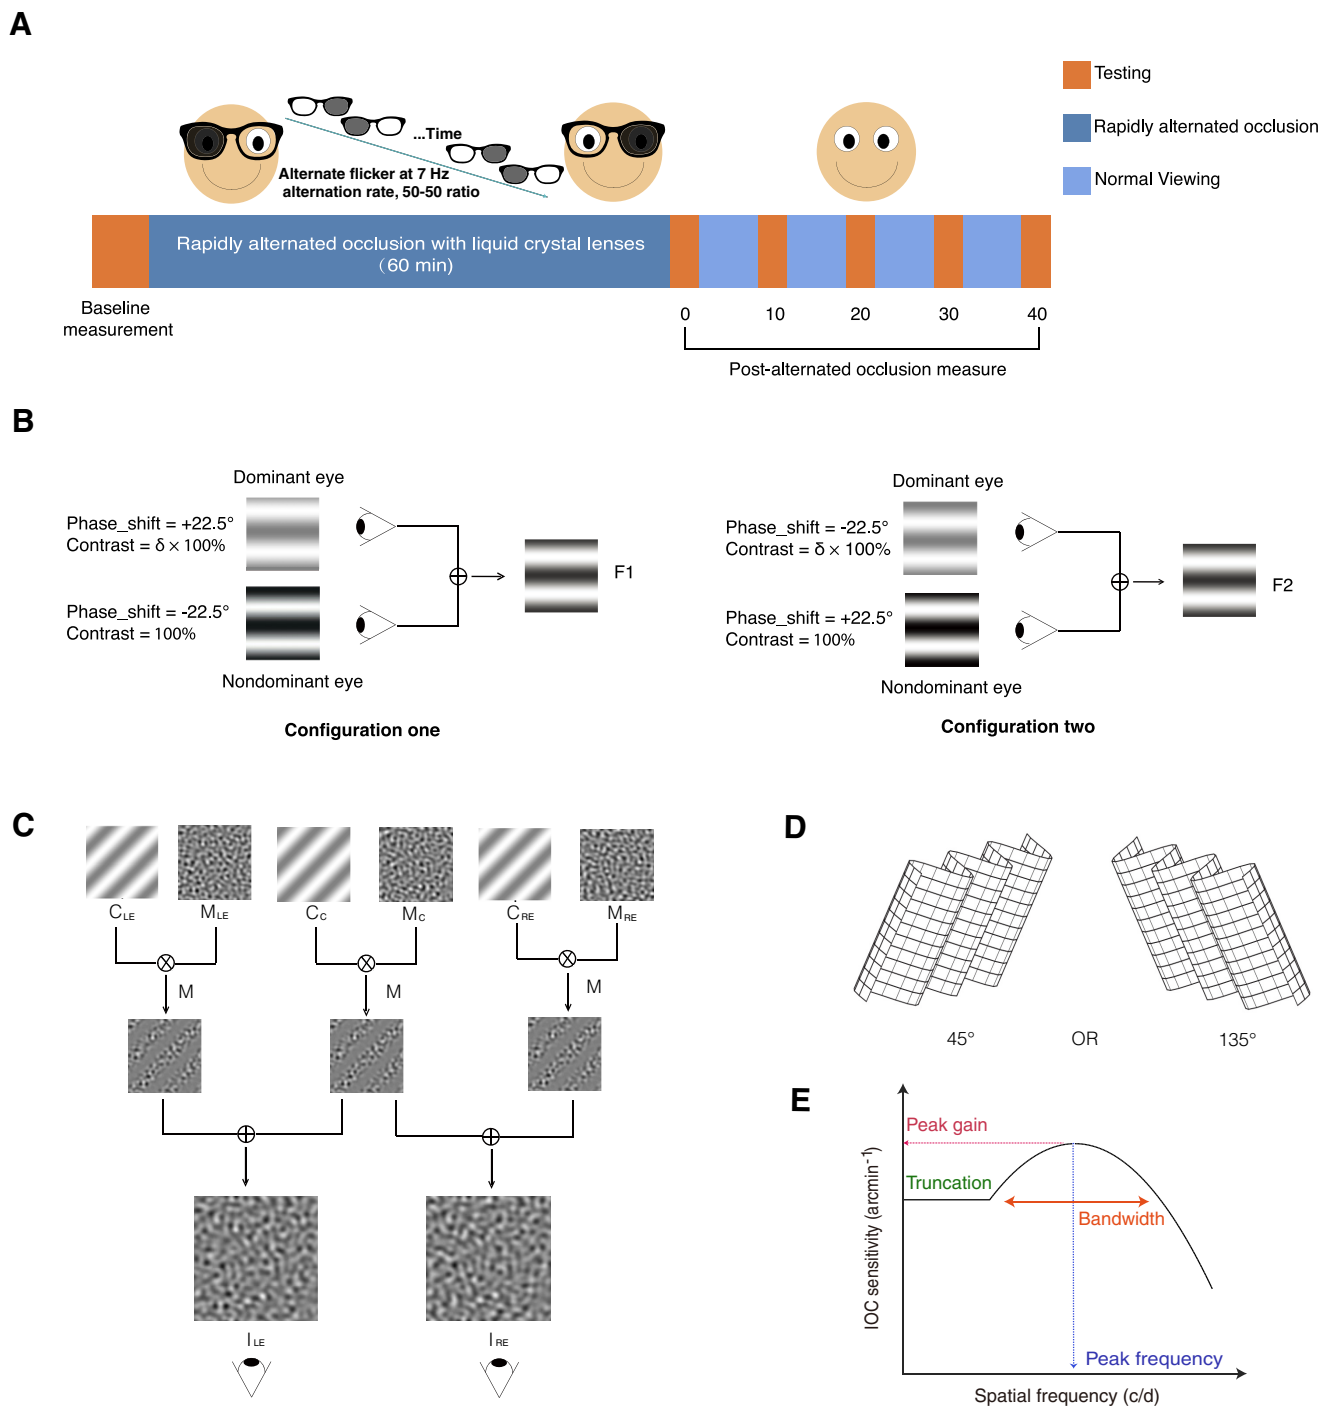 A
Testing
Rapidly alternated occlusion
Normal Viewing
...Time
Alternate flicker at 7 Hz
alternation rate, 50-50 ratio
Rapidly alternated occlusion with liquid crystal lenses
(60 min)
Baseline
measurement
0 10 20 30 40
Post-alternated occlusion measure
B
Dominant eye
Phase_shift = +22.5°
Contrast = δ × 100%
F1
Phase_shift = -22.5°
Contrast = 100%
Nondominant eye
Configuration one
Dominant eye
Phase_shift = -22.5°
Contrast = δ × 100%
F2
Phase_shift = +22.5°
Contrast = 100%
Nondominant eye
Configuration two
C
CLE MLE CC MC CRE MRE
M M M
ILE IRE
D
45° OR 135°
E
Peak gain
Truncation
Bandwidth
Peak frequency
IOC sensitivity (arcmin⁻¹)
Spatial frequency (c/d)